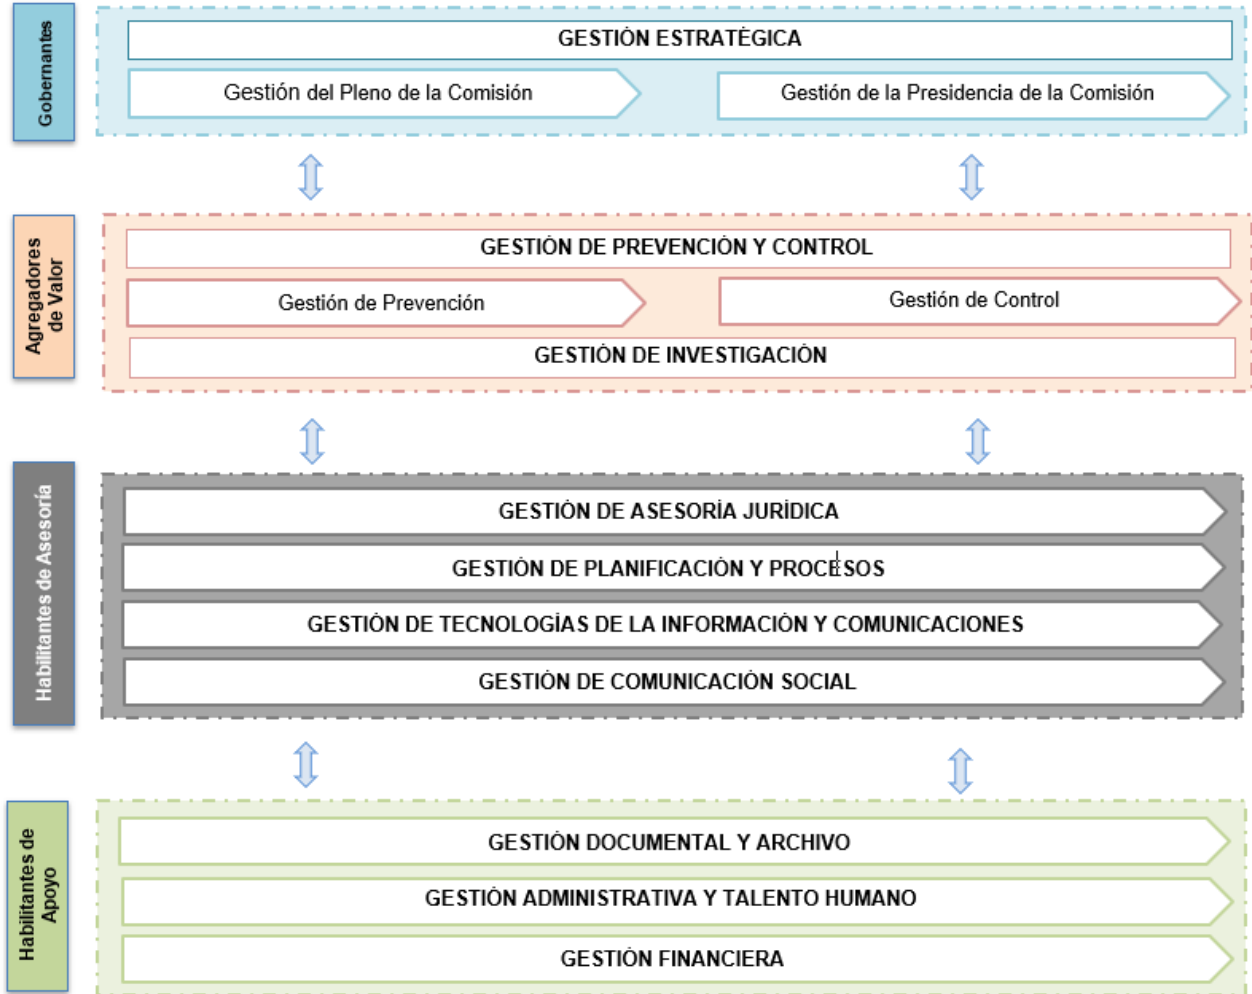 Gobernantes
GESTIÓN ESTRATÉGICA
Gestión del Pleno de la Comisión
Gestión de la Presidencia de la Comisión
Agregadores
de Valor
GESTIÓN DE PREVENCIÓN Y CONTROL
Gestión de Prevención
Gestión de Control
GESTIÓN DE INVESTIGACIÓN
Habilitantes de Asesoría
GESTIÓN DE ASESORÍA JURÍDICA
GESTIÓN DE PLANIFICACIÓN Y PROCESOS
GESTIÓN DE TECNOLOGÍAS DE LA INFORMACIÓN Y COMUNICACIONES
GESTIÓN DE COMUNICACIÓN SOCIAL
Habilitantes de
Apoyo
GESTIÓN DOCUMENTAL Y ARCHIVO
GESTIÓN ADMINISTRATIVA Y TALENTO HUMANO
GESTIÓN FINANCIERA